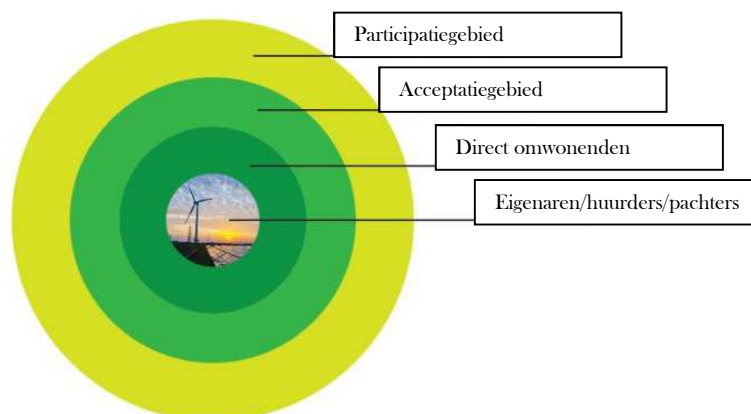 Participatiegebied
Acceptatiegebied
Direct omwonenden
Eigenaren/huurders/pachters